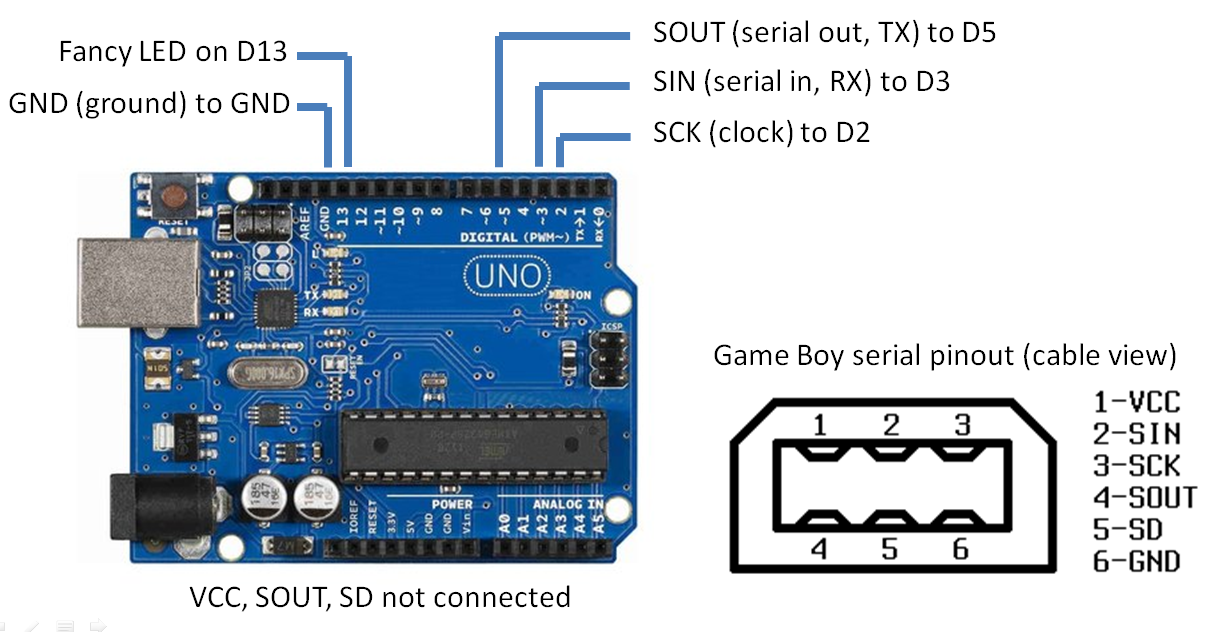 Fancy LED on D13
GND (ground) to GND
SOUT (serial out, TX) to D5
SIN (serial in, RX) to D3
SCK (clock) to D2
RESET
AREF
GND
13
12
~11
~10
~9
8
7
~6
~5
4
~3
2
TX→1
RX←0
DIGITAL (PWM~)
UNO
TX
RX
ON
ICSP
POWER
ANALOG IN
IOREF
RESET
3.3V
5V
GND
GND
Vin
A0
A1
A2
A3
A4
A5
VCC, SOUT, SD not connected
Game Boy serial pinout (cable view)
1 2 3
4 5 6
1-VCC
2-SIN
3-SCK
4-SOUT
5-SD
6-GND